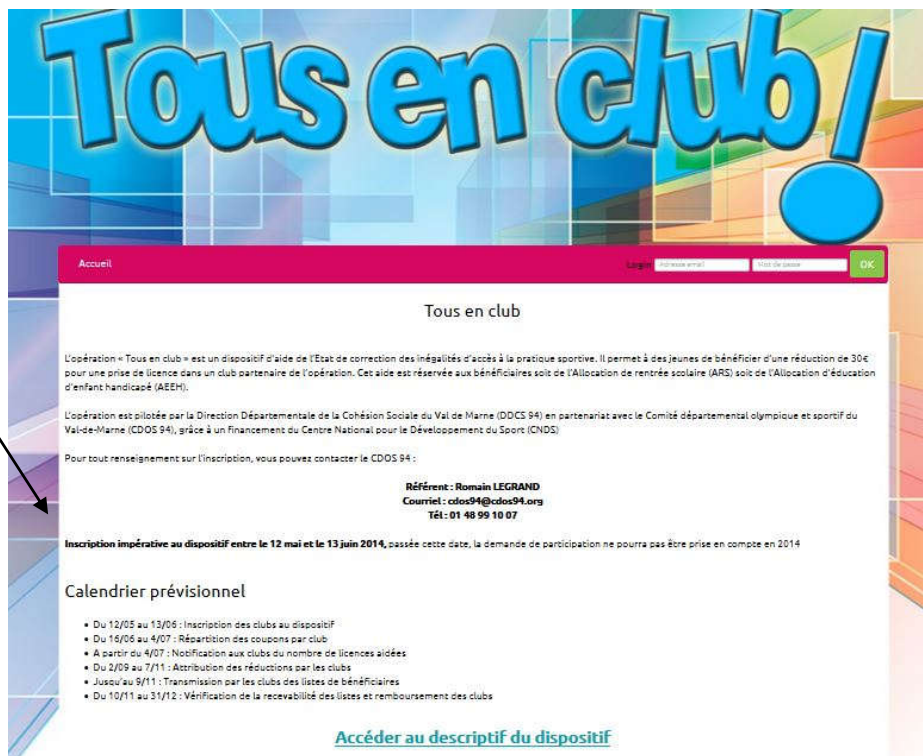 Tous en club !
Accueil
Login Adresse email Mot de passe OK
Tous en club
L'opération « Tous en club » est un dispositif d'aide de l'Etat de correction des inégalités d'accès à la pratique sportive. Il permet à des jeunes de bénéficier d'une réduction de 30€
pour une prise de licence dans un club partenaire de l'opération. Cet aide est réservée aux bénéficiaires soit de l'Allocation de rentrée scolaire (ARS) soit de l'Allocation d'éducation
d'enfant handicapé (AEEH).
L'opération est pilotée par la Direction Départementale de la Cohésion Sociale du Val de Marne (DDCS 94) en partenariat avec le Comité départemental olympique et sportif du
Val-de-Marne (CDOS 94), grâce à un financement du Centre National pour le Développement du Sport (CNDS)
Pour tout renseignement sur l'inscription, vous pouvez contacter le CDOS 94 :
Référent : Romain LEGRAND
Courriel : cdos94@cdos94.org
Tél : 01 48 99 10 07
Inscription impérative au dispositif entre le 12 mai et le 13 juin 2014, passée cette date, la demande de participation ne pourra pas être prise en compte en 2014
Calendrier prévisionnel
• Du 12/05 au 13/06 : Inscription des clubs au dispositif
• Du 16/06 au 4/07 : Répartition des coupons par club
• A partir du 4/07 : Notification aux clubs du nombre de licences aidées
• Du 2/09 au 7/11 : Attribution des réductions par les clubs
• Jusqu'au 9/11 : Transmission par les clubs des listes de bénéficiaires
• Du 10/11 au 31/12 : Vérification de la recevabilité des listes et remboursement des clubs
Accéder au descriptif du dispositif